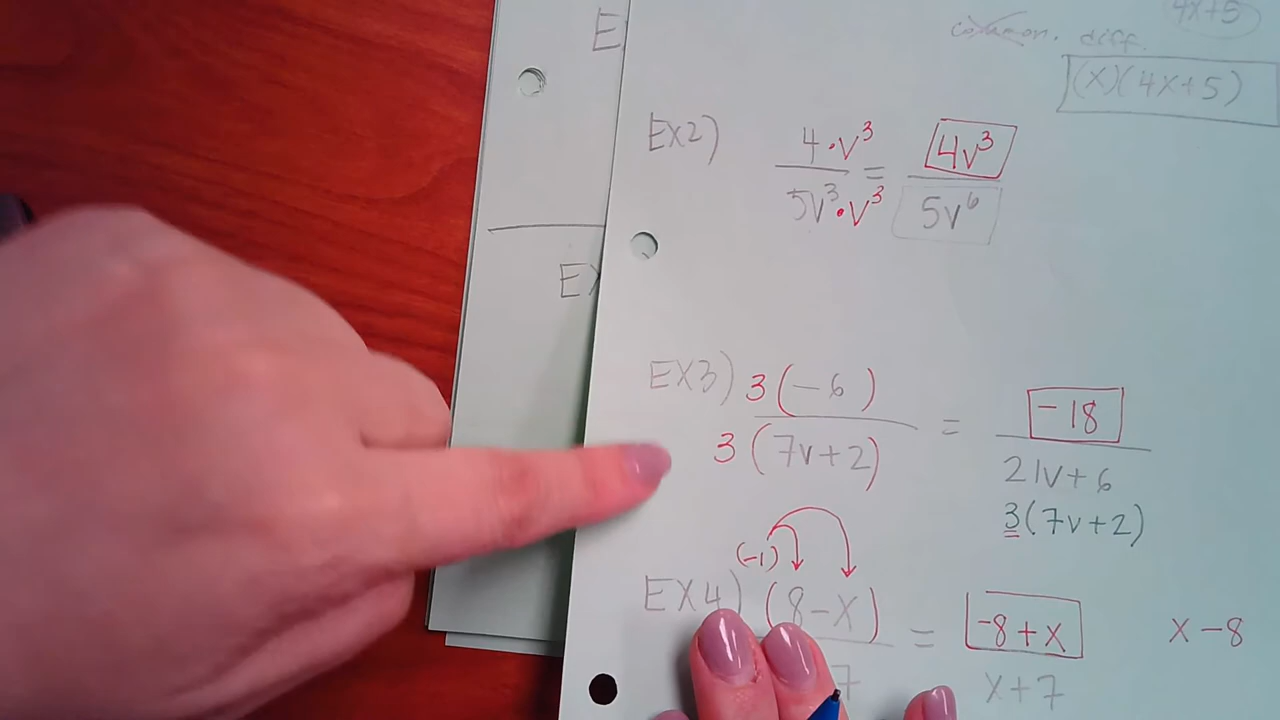 4x+5
common. diff.
(x)(4x+5)
E
EX2) 4·v³ / 5v³·v³ = 4v³ / 5v⁶
EX
EX3) 3(-6) / 3(7v+2) = -18 / 21v+6
3(7v+2)
(-1)
EX4) (8-x) / 7 = -8+x / x+7
x-8